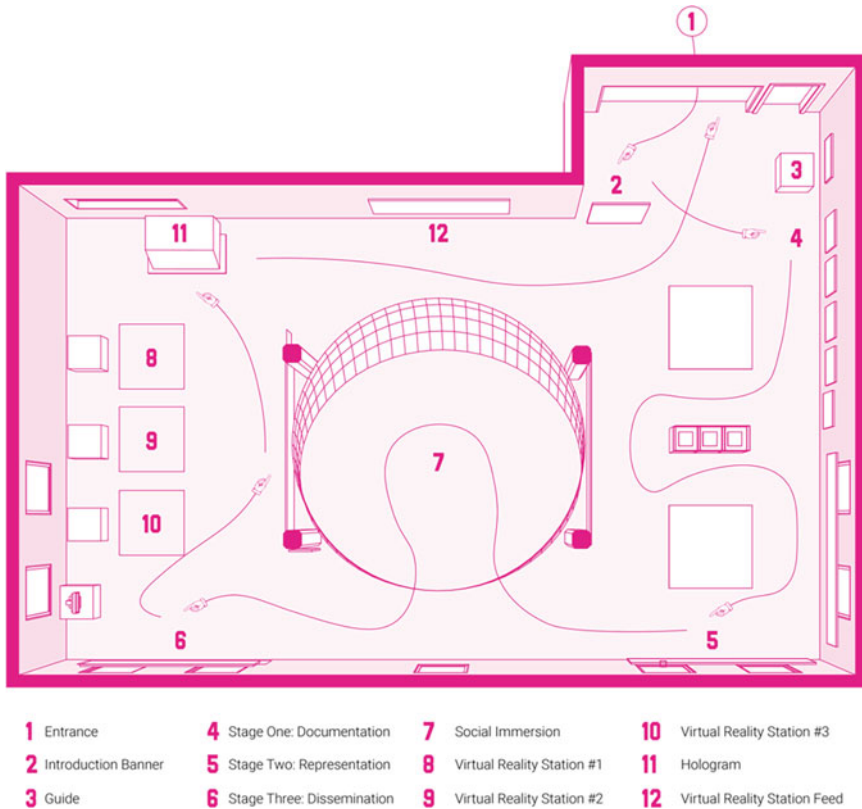 1
3
2
4
11
12
8
9
7
10
6
5
1 Entrance
2 Introduction Banner
3 Guide
4 Stage One: Documentation
5 Stage Two: Representation
6 Stage Three: Dissemination
7 Social Immersion
8 Virtual Reality Station #1
9 Virtual Reality Station #2
10 Virtual Reality Station #3
11 Hologram
12 Virtual Reality Station Feed